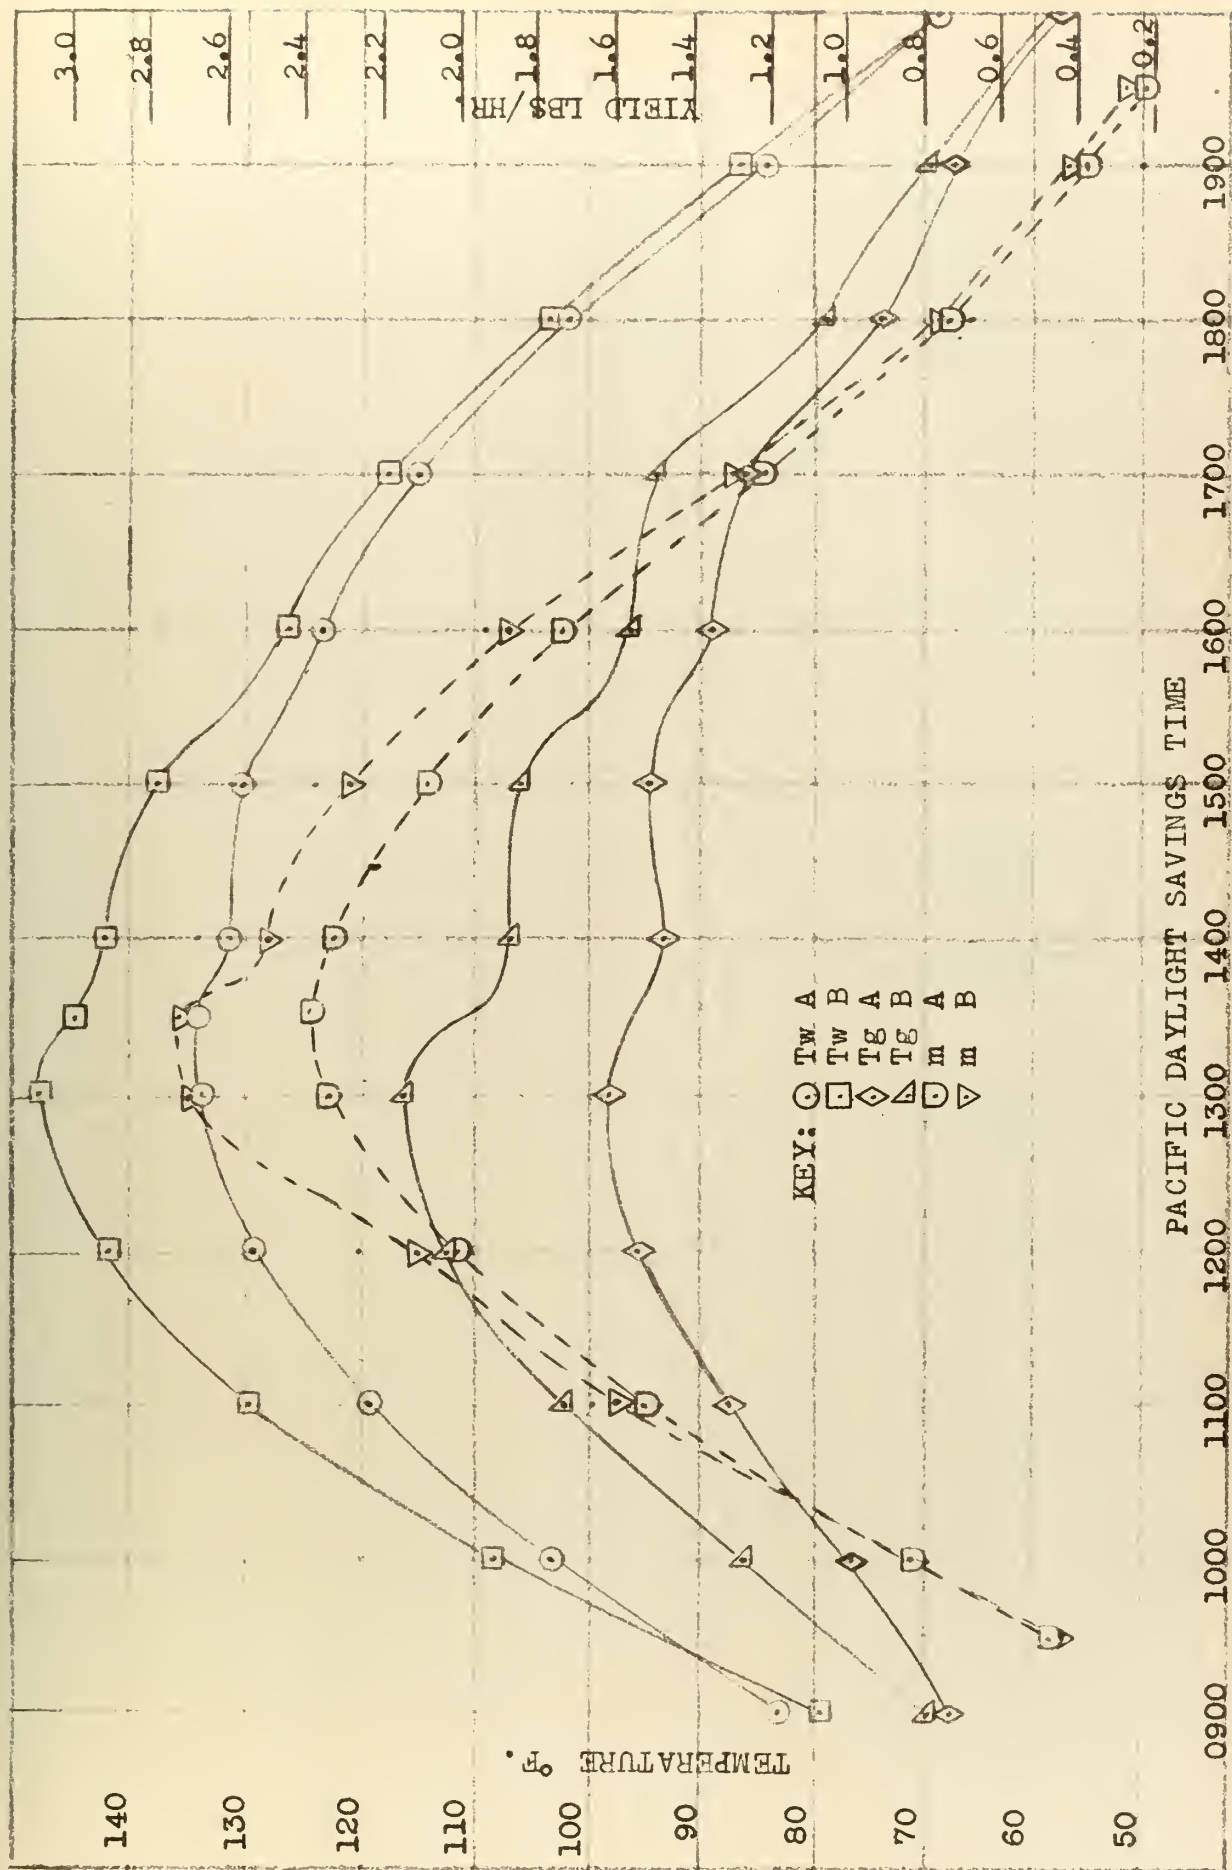 TEMPERATURE °F.
140
130
120
110
100
90
80
70
60
50
YIELD LBS/HR
3.0
2.8
2.6
2.4
2.2
2.0
1.8
1.6
1.4
1.2
1.0
0.8
0.6
0.4
0.2
KEY:
Tw A
Tw B
Tg A
Tg B
m A
m B
0900 1000 1100 1200 1300 1400 1500 1600 1700 1800 1900
PACIFIC DAYLIGHT SAVINGS TIME